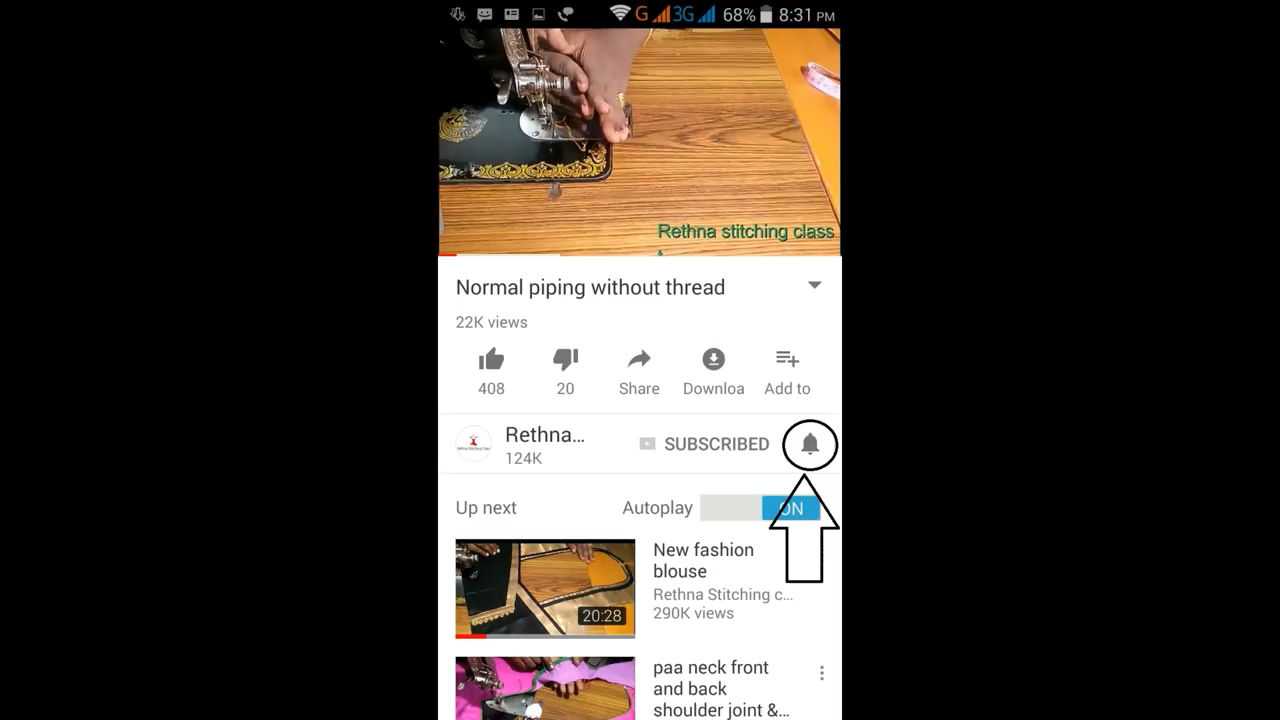 G 3G 68% 8:31 PM
Rethna stitching class
Normal piping without thread
22K views
408 20 Share Downloa Add to
Rethna…
124K
SUBSCRIBED
Up next Autoplay ON
New fashion
blouse
Rethna Stitching c…
290K views
20:28
paa neck front
and back
shoulder joint &…